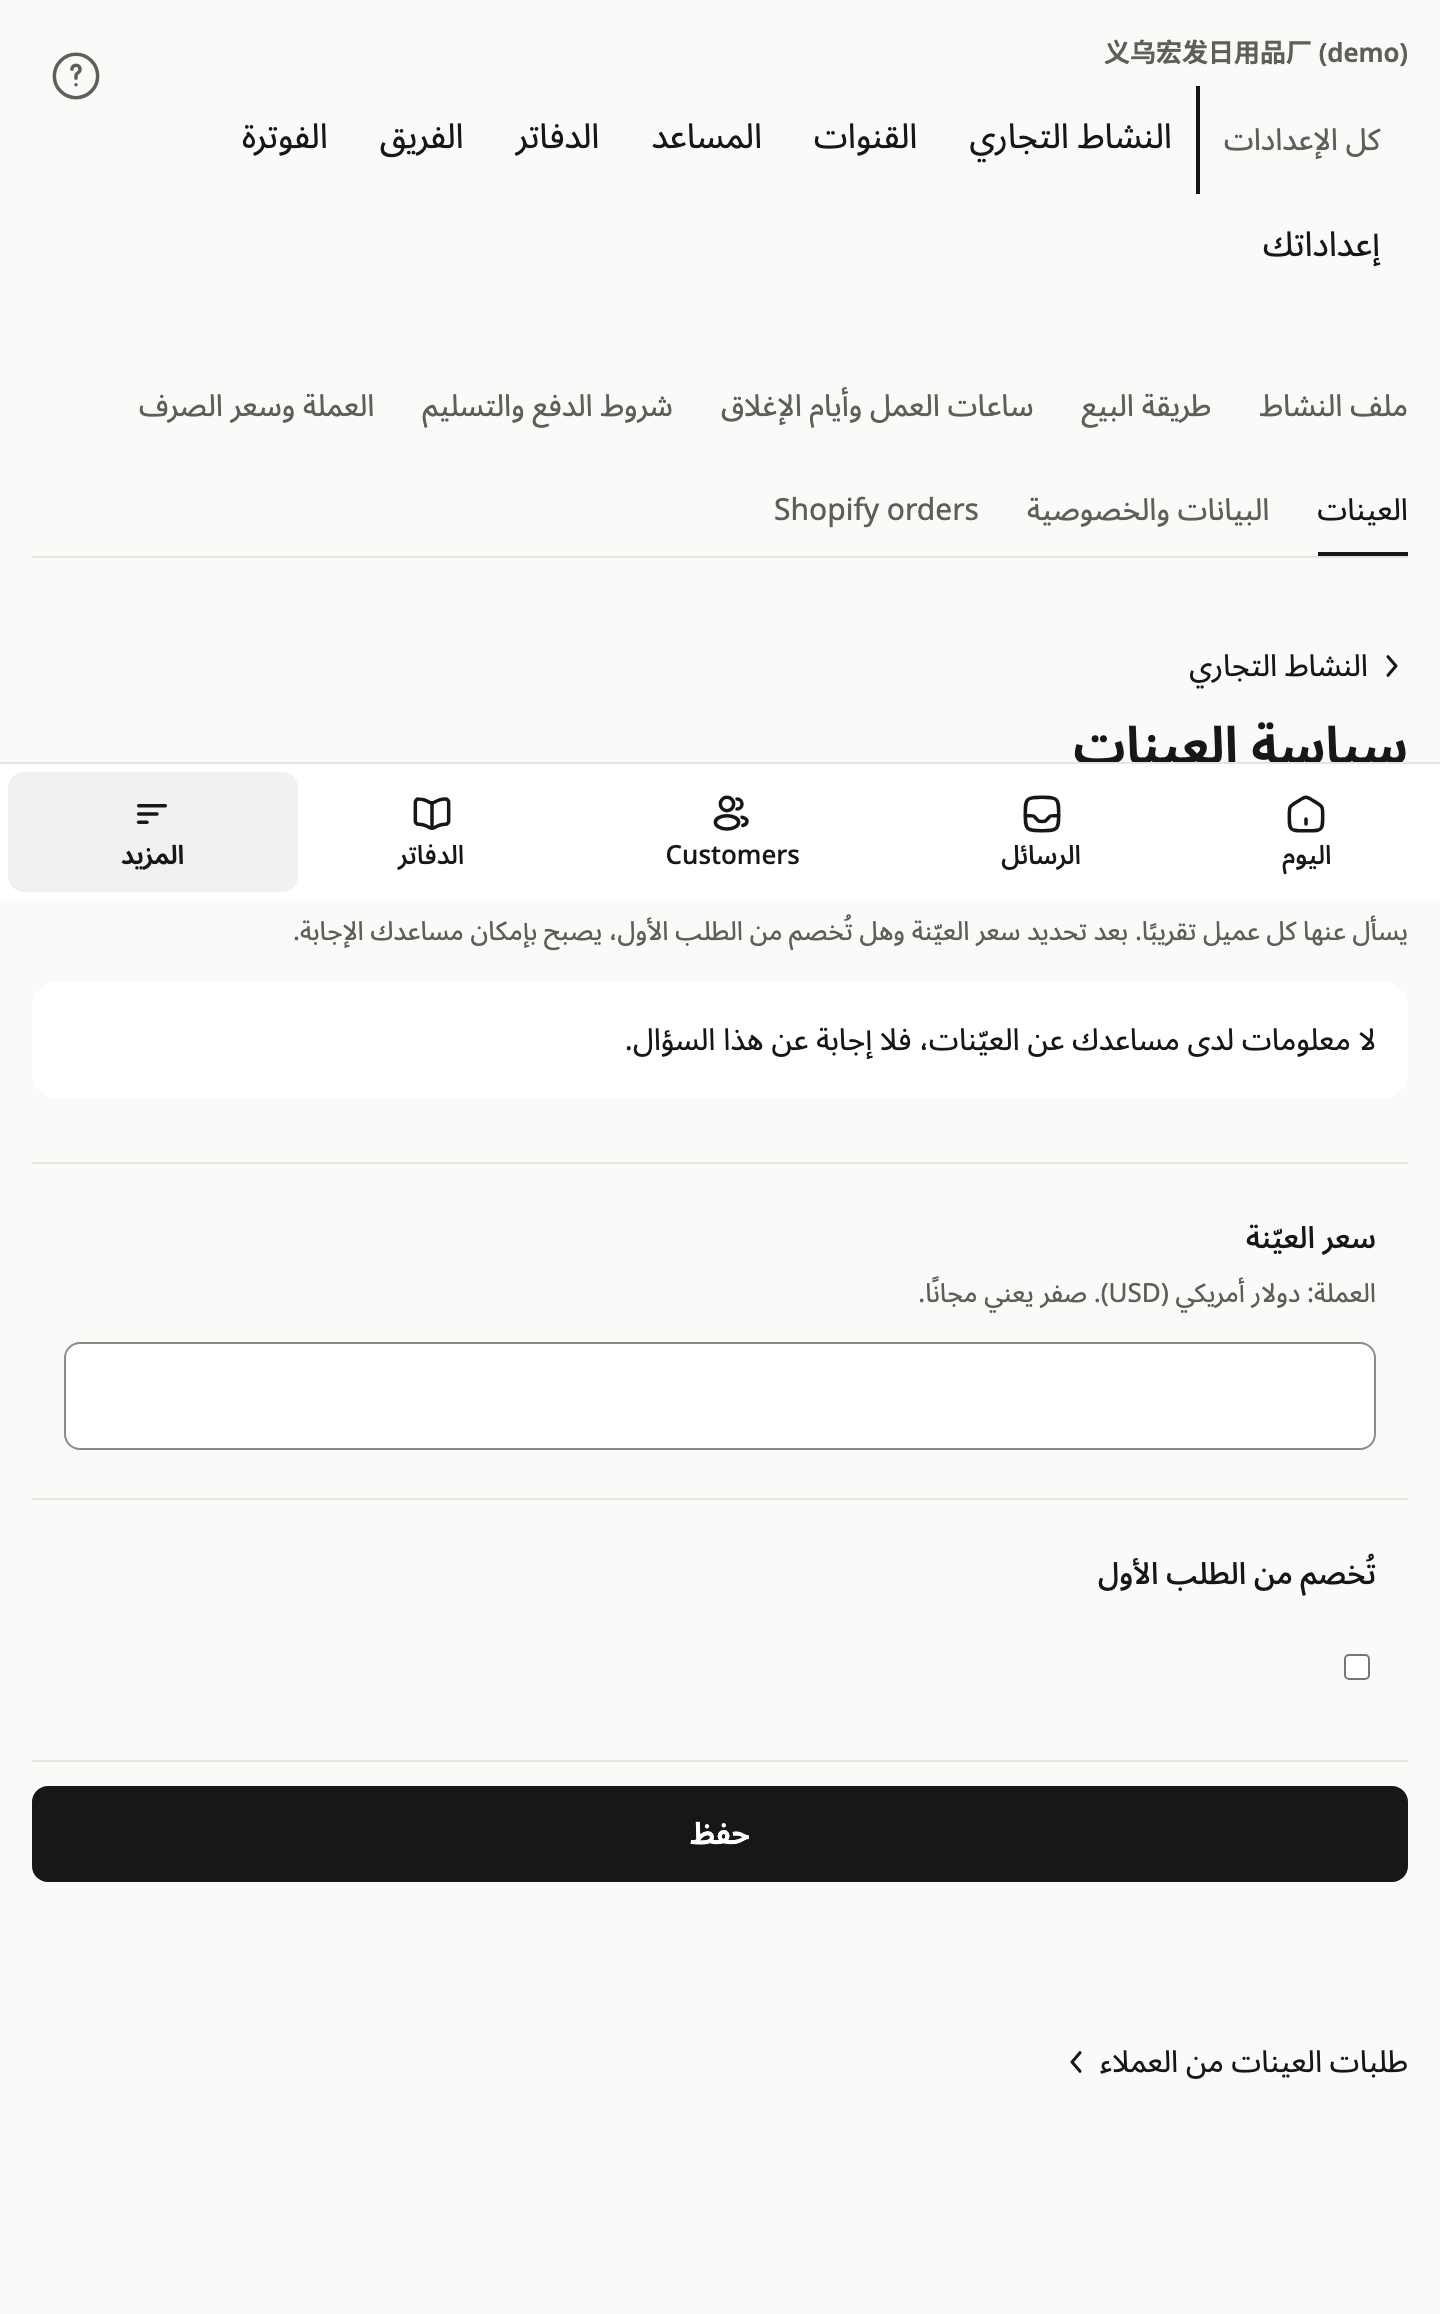 义乌宏发日用品厂 (demo)
كل الإعدادات
النشاط التجاري
القنوات
المساعد
الدفاتر
الفريق
الفوترة
إعداداتك
ملف النشاط
طريقة البيع
ساعات العمل وأيام الإغلاق
شروط الدفع والتسليم
العملة وسعر الصرف
العينات
البيانات والخصوصية
Shopify orders
النشاط التجاري
سياسة العينات
اليوم
الرسائل
Customers
الدفاتر
المزيد
يسأل عنها كل عميل تقريبًا. بعد تحديد سعر العيّنة وهل تُخصم من الطلب الأول، يصبح بإمكان مساعدك الإجابة.
لا معلومات لدى مساعدك عن العيّنات، فلا إجابة عن هذا السؤال.
سعر العيّنة
العملة: دولار أمريكي (USD). صفر يعني مجانًا.
تُخصم من الطلب الأول
حفظ
طلبات العينات من العملاء